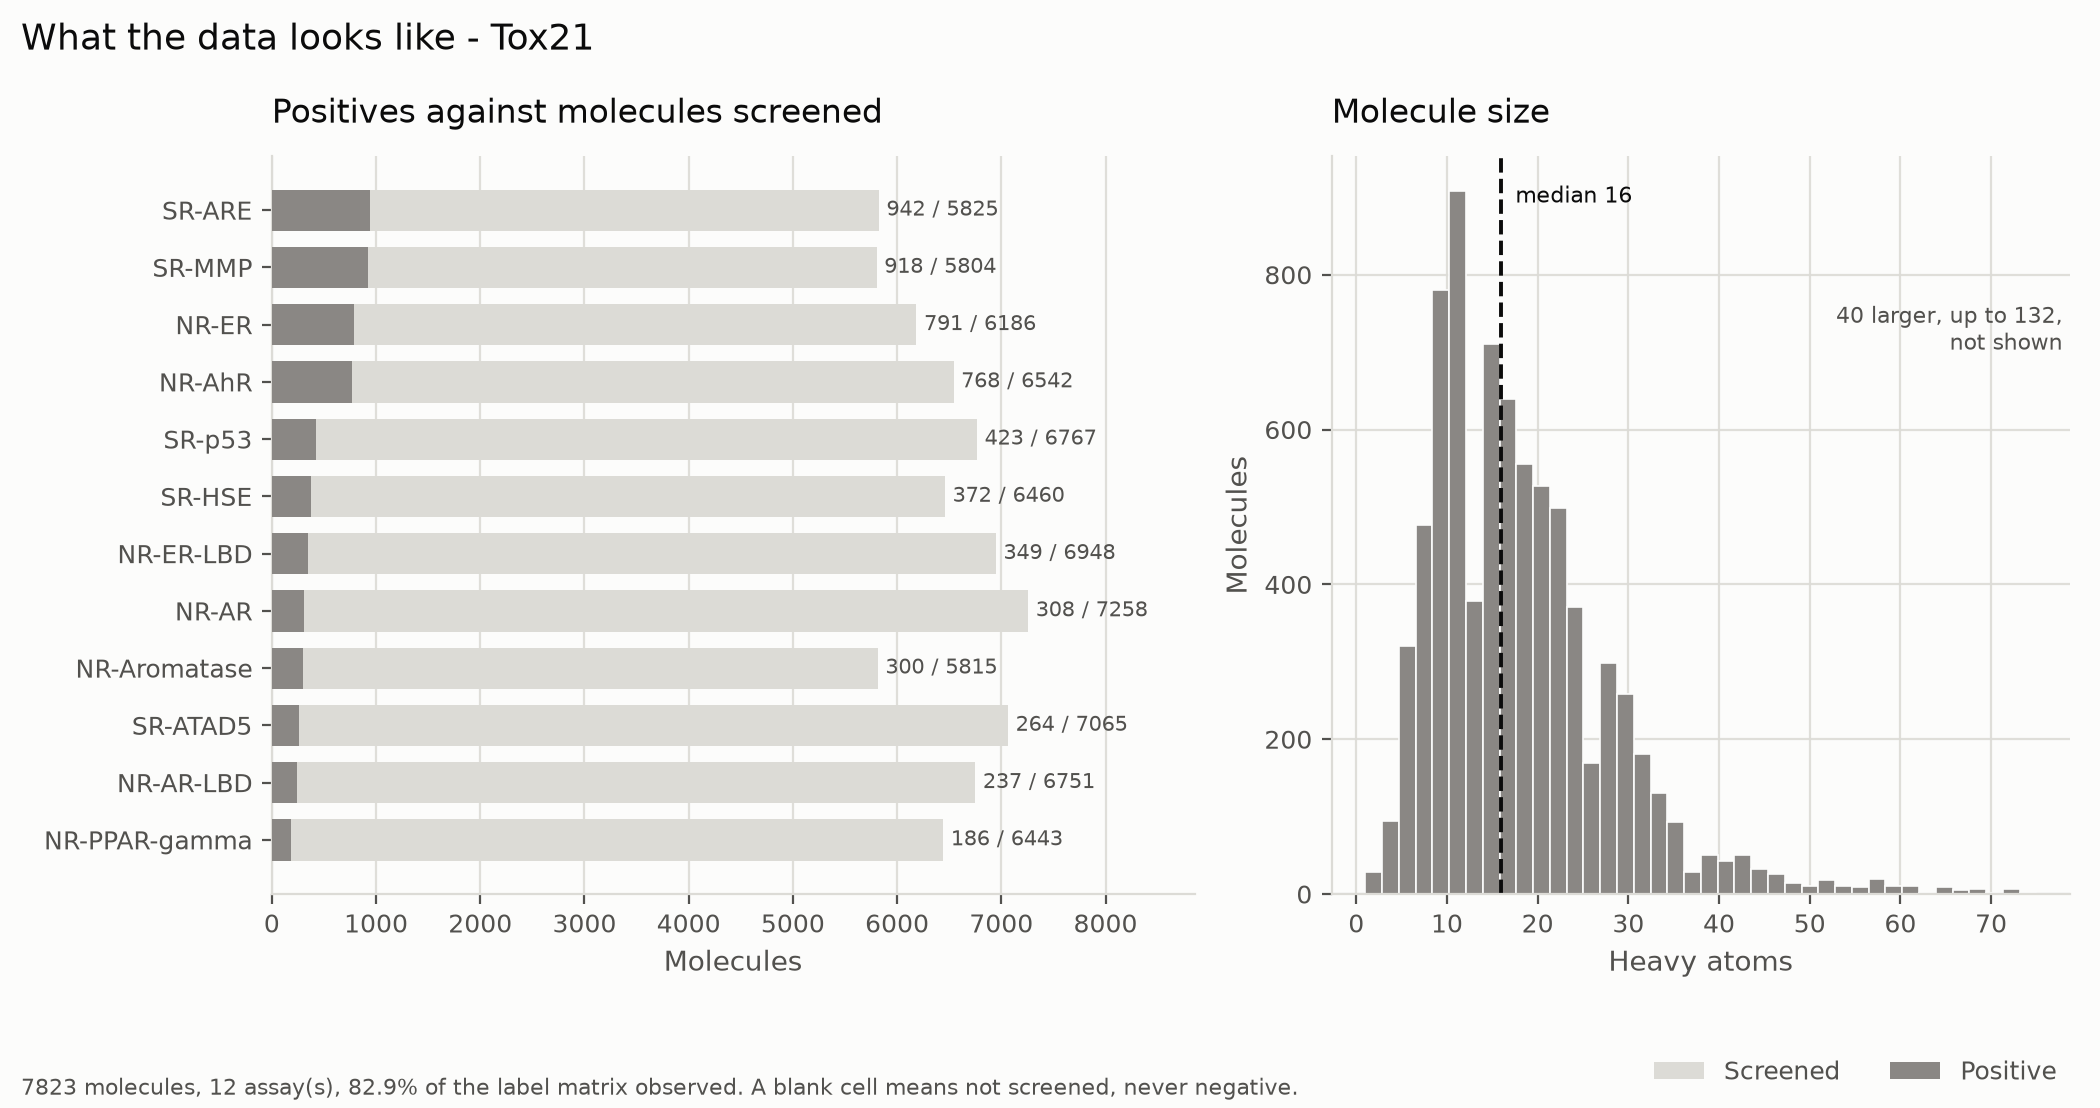 What the data looks like - Tox21
Positives against molecules screened
SR-ARE
942 / 5825
SR-MMP
918 / 5804
NR-ER
791 / 6186
NR-AhR
768 / 6542
SR-p53
423 / 6767
SR-HSE
372 / 6460
NR-ER-LBD
349 / 6948
NR-AR
308 / 7258
NR-Aromatase
300 / 5815
SR-ATAD5
264 / 7065
NR-AR-LBD
237 / 6751
NR-PPAR-gamma
186 / 6443
0 1000 2000 3000 4000 5000 6000 7000 8000
Molecules
Molecule size
median 16
40 larger, up to 132,
not shown
Molecules
800
600
400
200
0
0 10 20 30 40 50 60 70
Heavy atoms
Screened
Positive
7823 molecules, 12 assay(s), 82.9% of the label matrix observed. A blank cell means not screened, never negative.